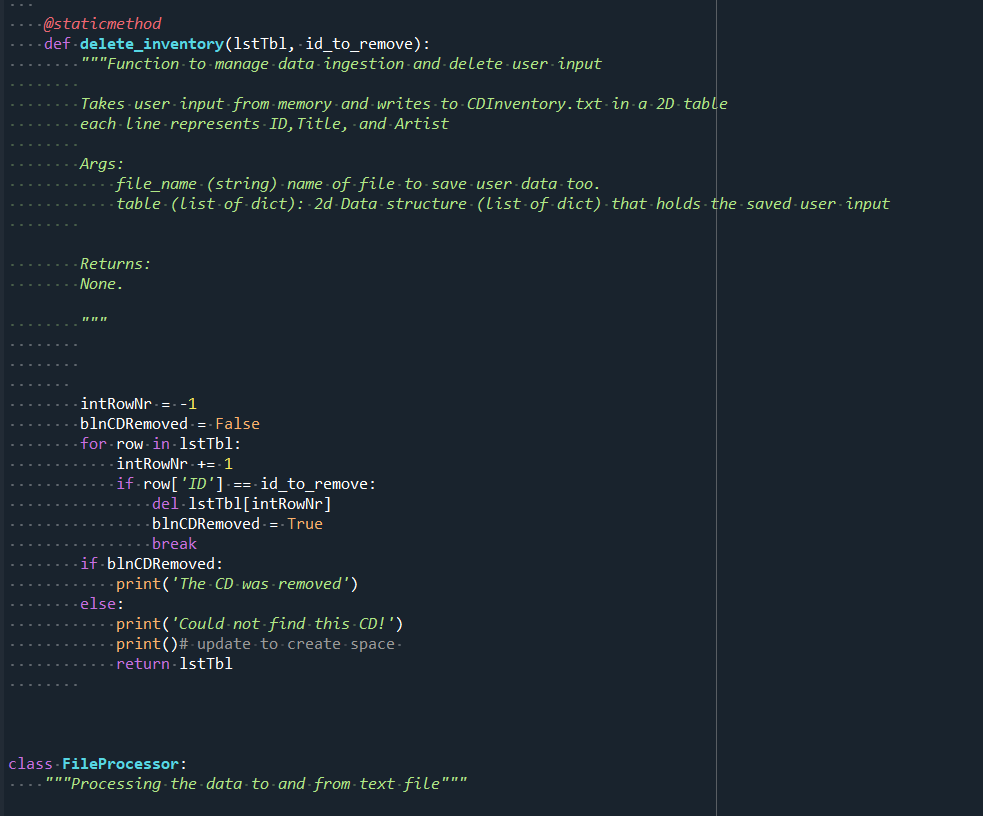 @staticmethod
def delete_inventory(lstTbl, id_to_remove):
"""Function to manage data ingestion and delete user input
Takes user input from memory and writes to CDInventory.txt in a 2D table
each line represents ID,Title, and Artist
Args:
file_name (string) name of file to save user data too.
table (list of dict): 2d Data structure (list of dict) that holds the saved user input
Returns:
None.
"""
intRowNr = -1
blnCDRemoved = False
for row in lstTbl:
intRowNr += 1
if row['ID'] == id_to_remove:
del lstTbl[intRowNr]
blnCDRemoved = True
break
if blnCDRemoved:
print('The CD was removed')
else:
print('Could not find this CD!')
print()# update to create space
return lstTbl
class FileProcessor:
"""Processing the data to and from text file"""